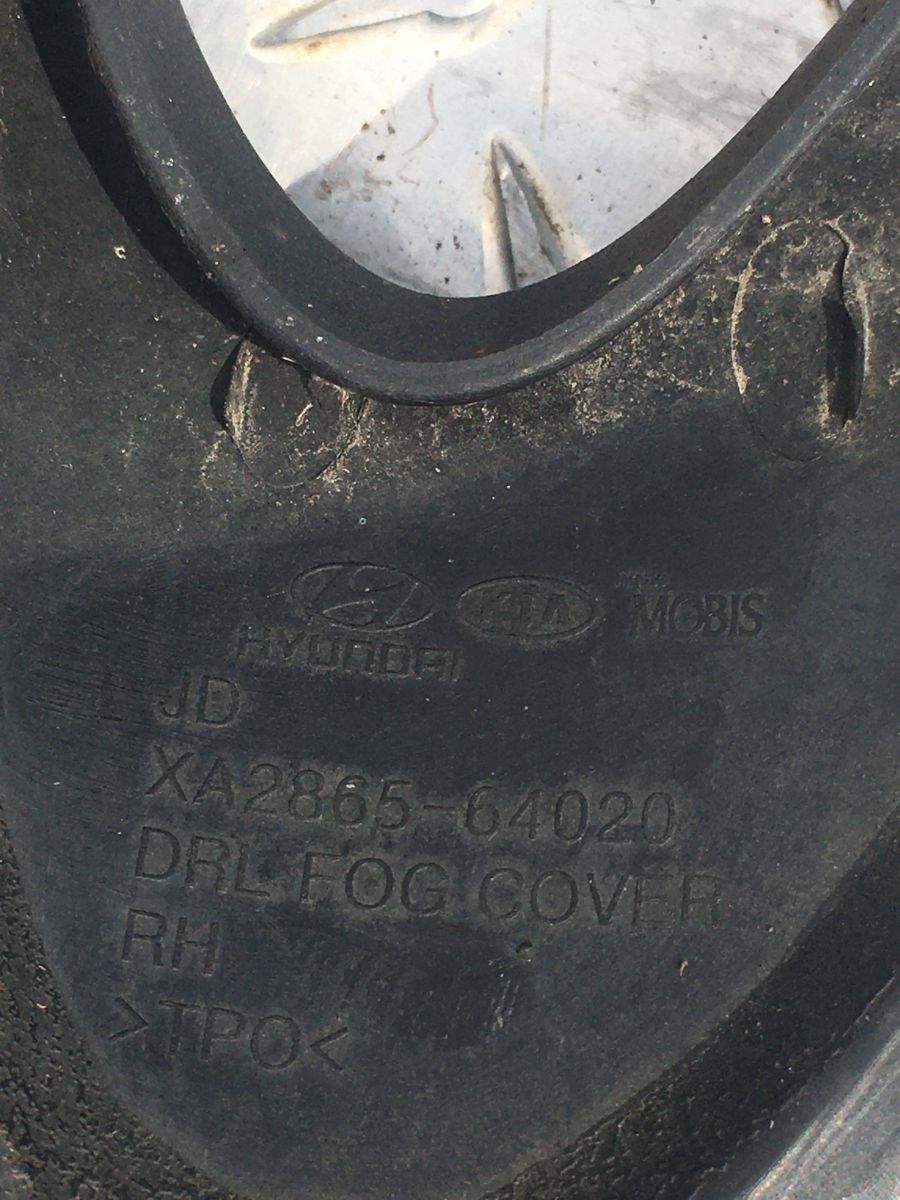 HYUNDAI KIA MOBIS
JD
XA2865-64020
DRL FOG COVER
RH
>TPO<